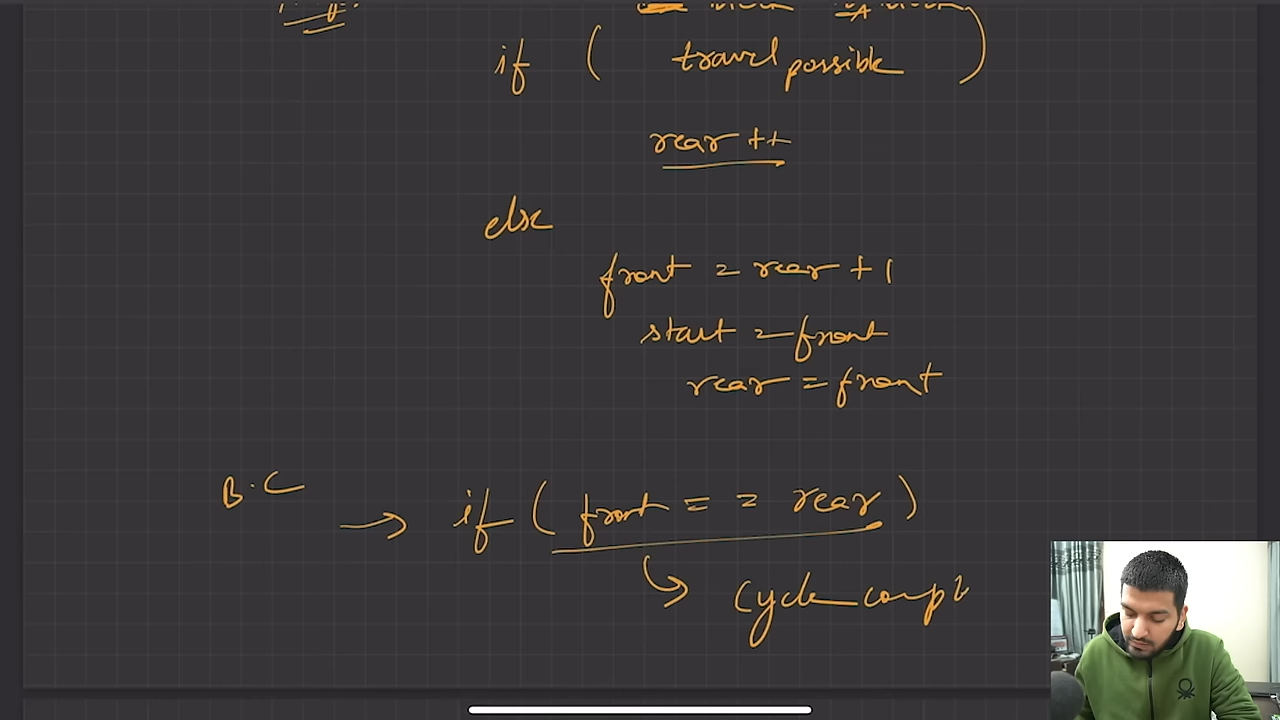 if ( travel possible )
rear ++
else
front = rear + 1
start = front
rear = front
B.C → if ( front = = rear )
↳ cycle compl